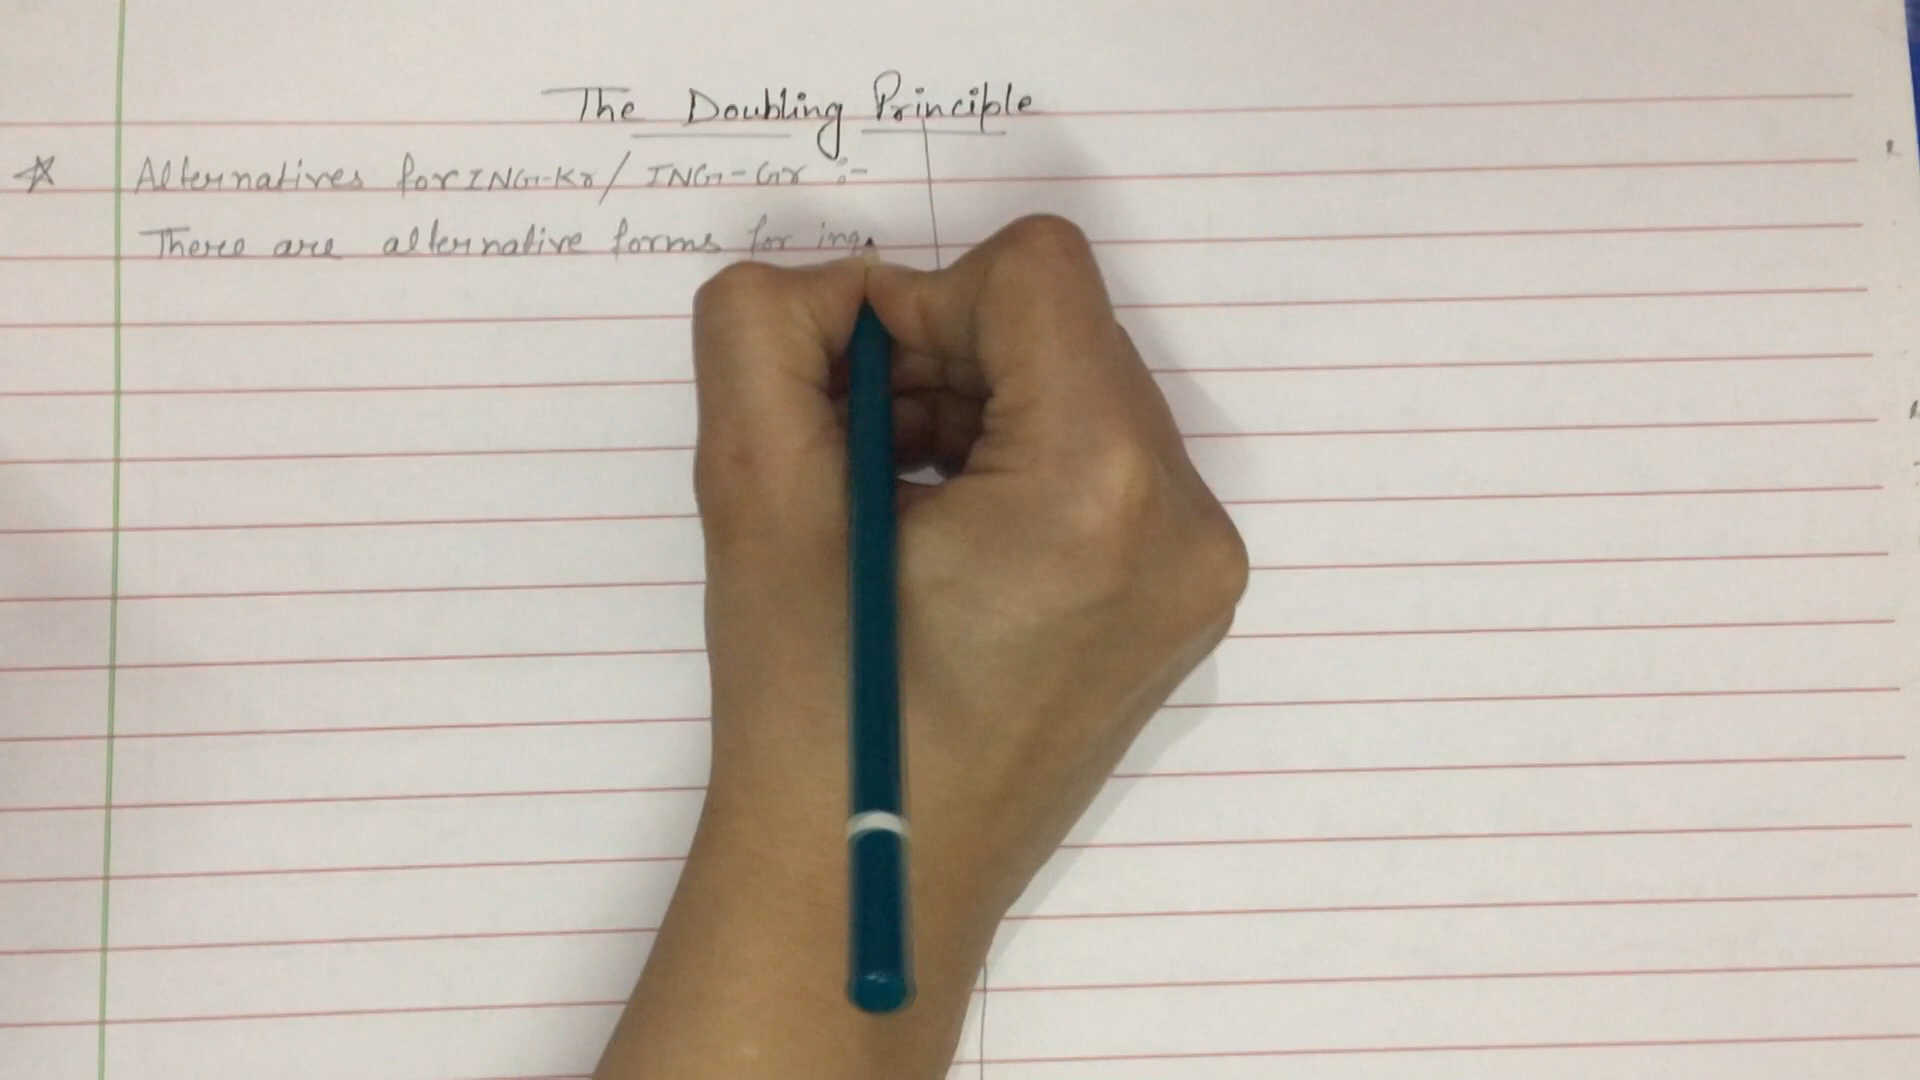 The Doubling Principle
☆ Alternatives for ING-Kr/ ING-Gr :-
There are alternative forms for ing